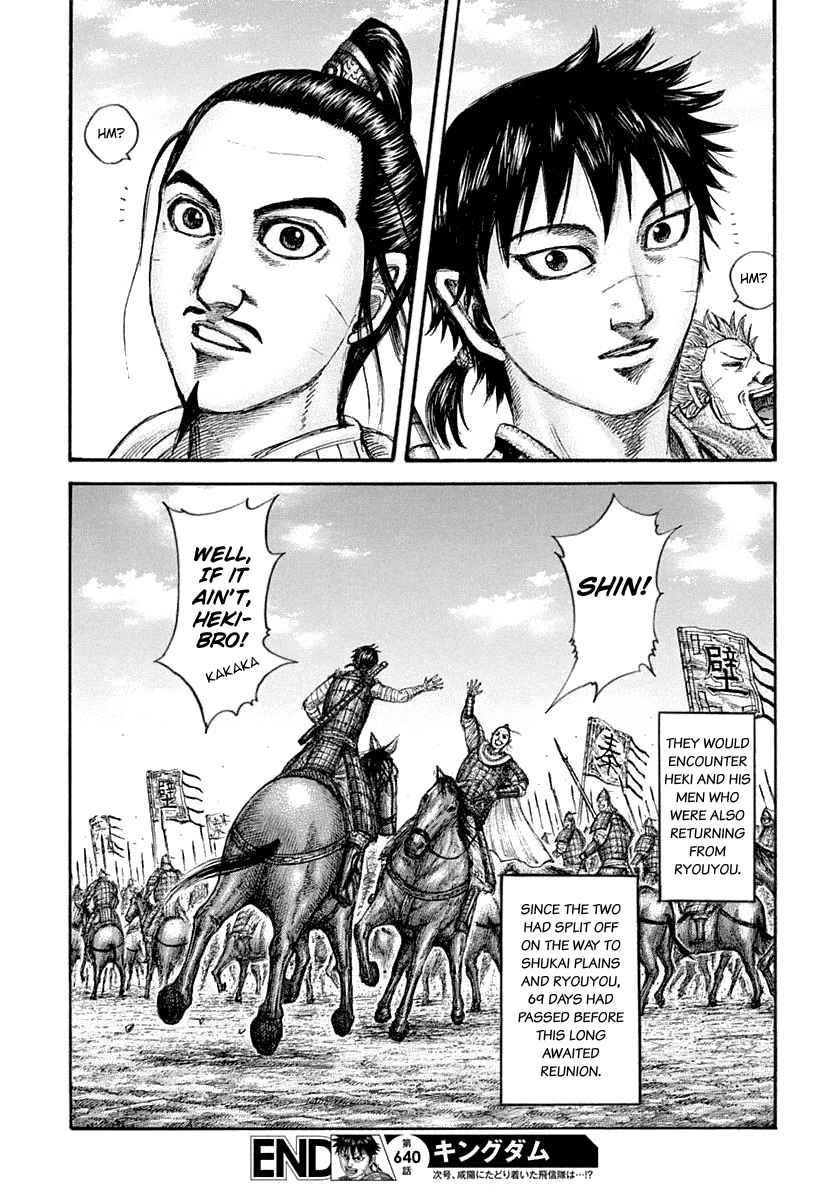 HM?
HM?
SHIN!
WELL,
IF IT
AIN'T,
HEKI-
BRO!
KAKAKA
壁
秦
壁
THEY WOULD
ENCOUNTER
HEKI AND HIS
MEN WHO
WERE ALSO
RETURNING
FROM
RYOUYOU.
SINCE THE TWO
HAD SPLIT OFF
ON THE WAY TO
SHUKAI PLAINS
AND RYOUYOU,
69 DAYS HAD
PASSED BEFORE
THIS LONG
AWAITED
REUNION.
END
第
640
話
キングダム
次号、咸陽にたどり着いた飛信隊は…!?